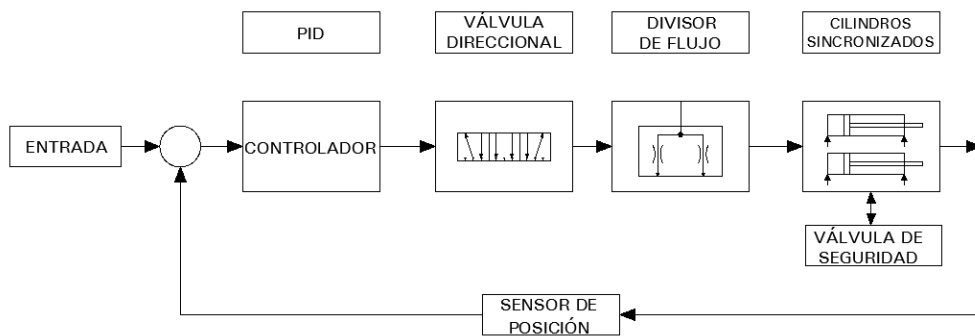 PID
VÁLVULA
DIRECCIONAL
DIVISOR
DE FLUJO
CILINDROS
SINCRONIZADOS
ENTRADA
CONTROLADOR
VÁLVULA DE
SEGURIDAD
SENSOR DE
POSICIÓN